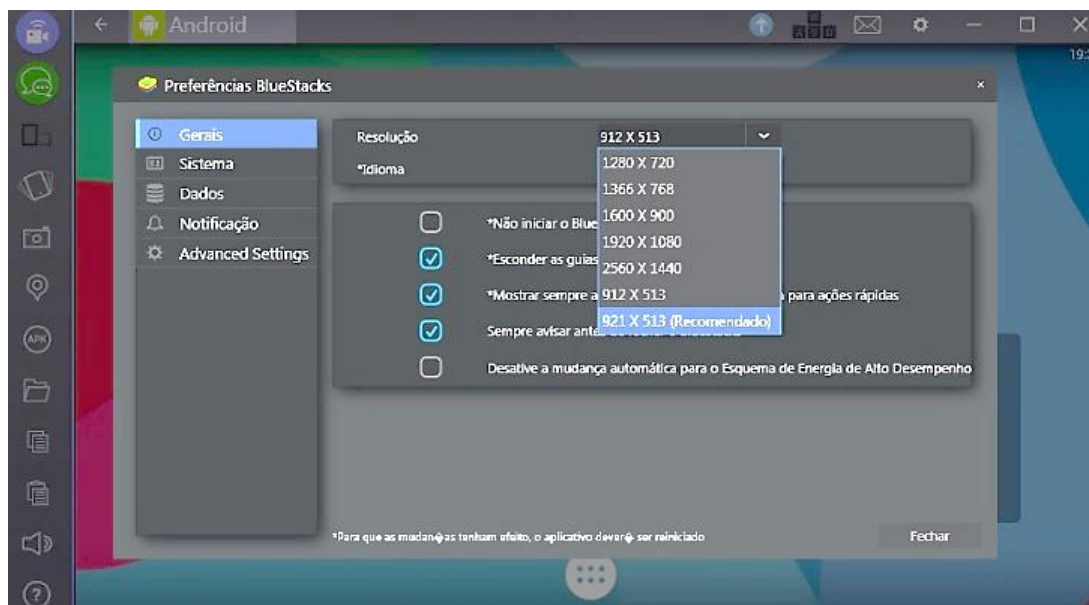 Android
19:
Preferências BlueStacks
Gerais
Sistema
Dados
Notificação
Advanced Settings
Resolução 912 X 513
*Idioma
1280 X 720
1366 X 768
1600 X 900
1920 X 1080
2560 X 1440
912 X 513
921 X 513 (Recomendado)
*Não iniciar o Blue
*Esconder as guias
*Mostrar sempre a para ações rápidas
Sempre avisar ante
Desative a mudança automática para o Esquema de Energia de Alto Desempenho
*Para que as mudan�as tenham efeito, o aplicativo dever� ser reiniciado
Fechar
APK